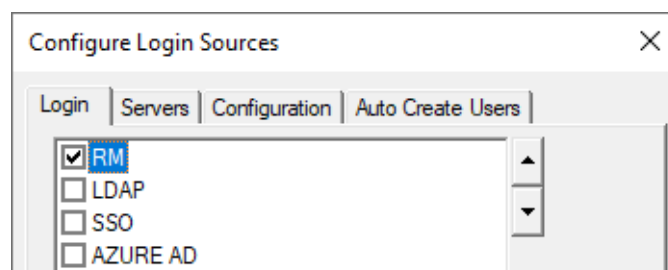 Configure Login Sources
Login Servers Configuration Auto Create Users
RM
LDAP
SSO
AZURE AD